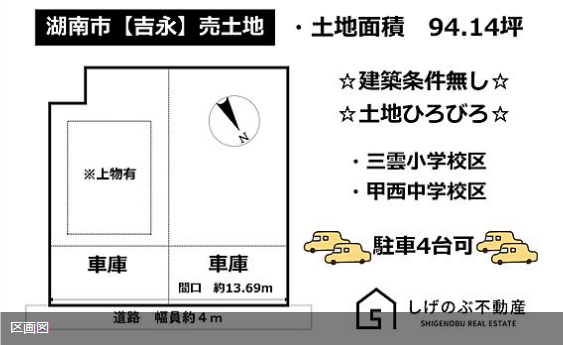 湖南市【吉永】売土地
・土地面積 94.14坪
☆建築条件無し☆
☆土地ひろびろ☆
・三雲小学校区
・甲西中学校区
駐車4台可
N
※上物有
車庫
車庫
間口 約13.69m
道路 幅員約4m
しげのぶ不動産
SHIGENOBU REAL ESTATE
区画図